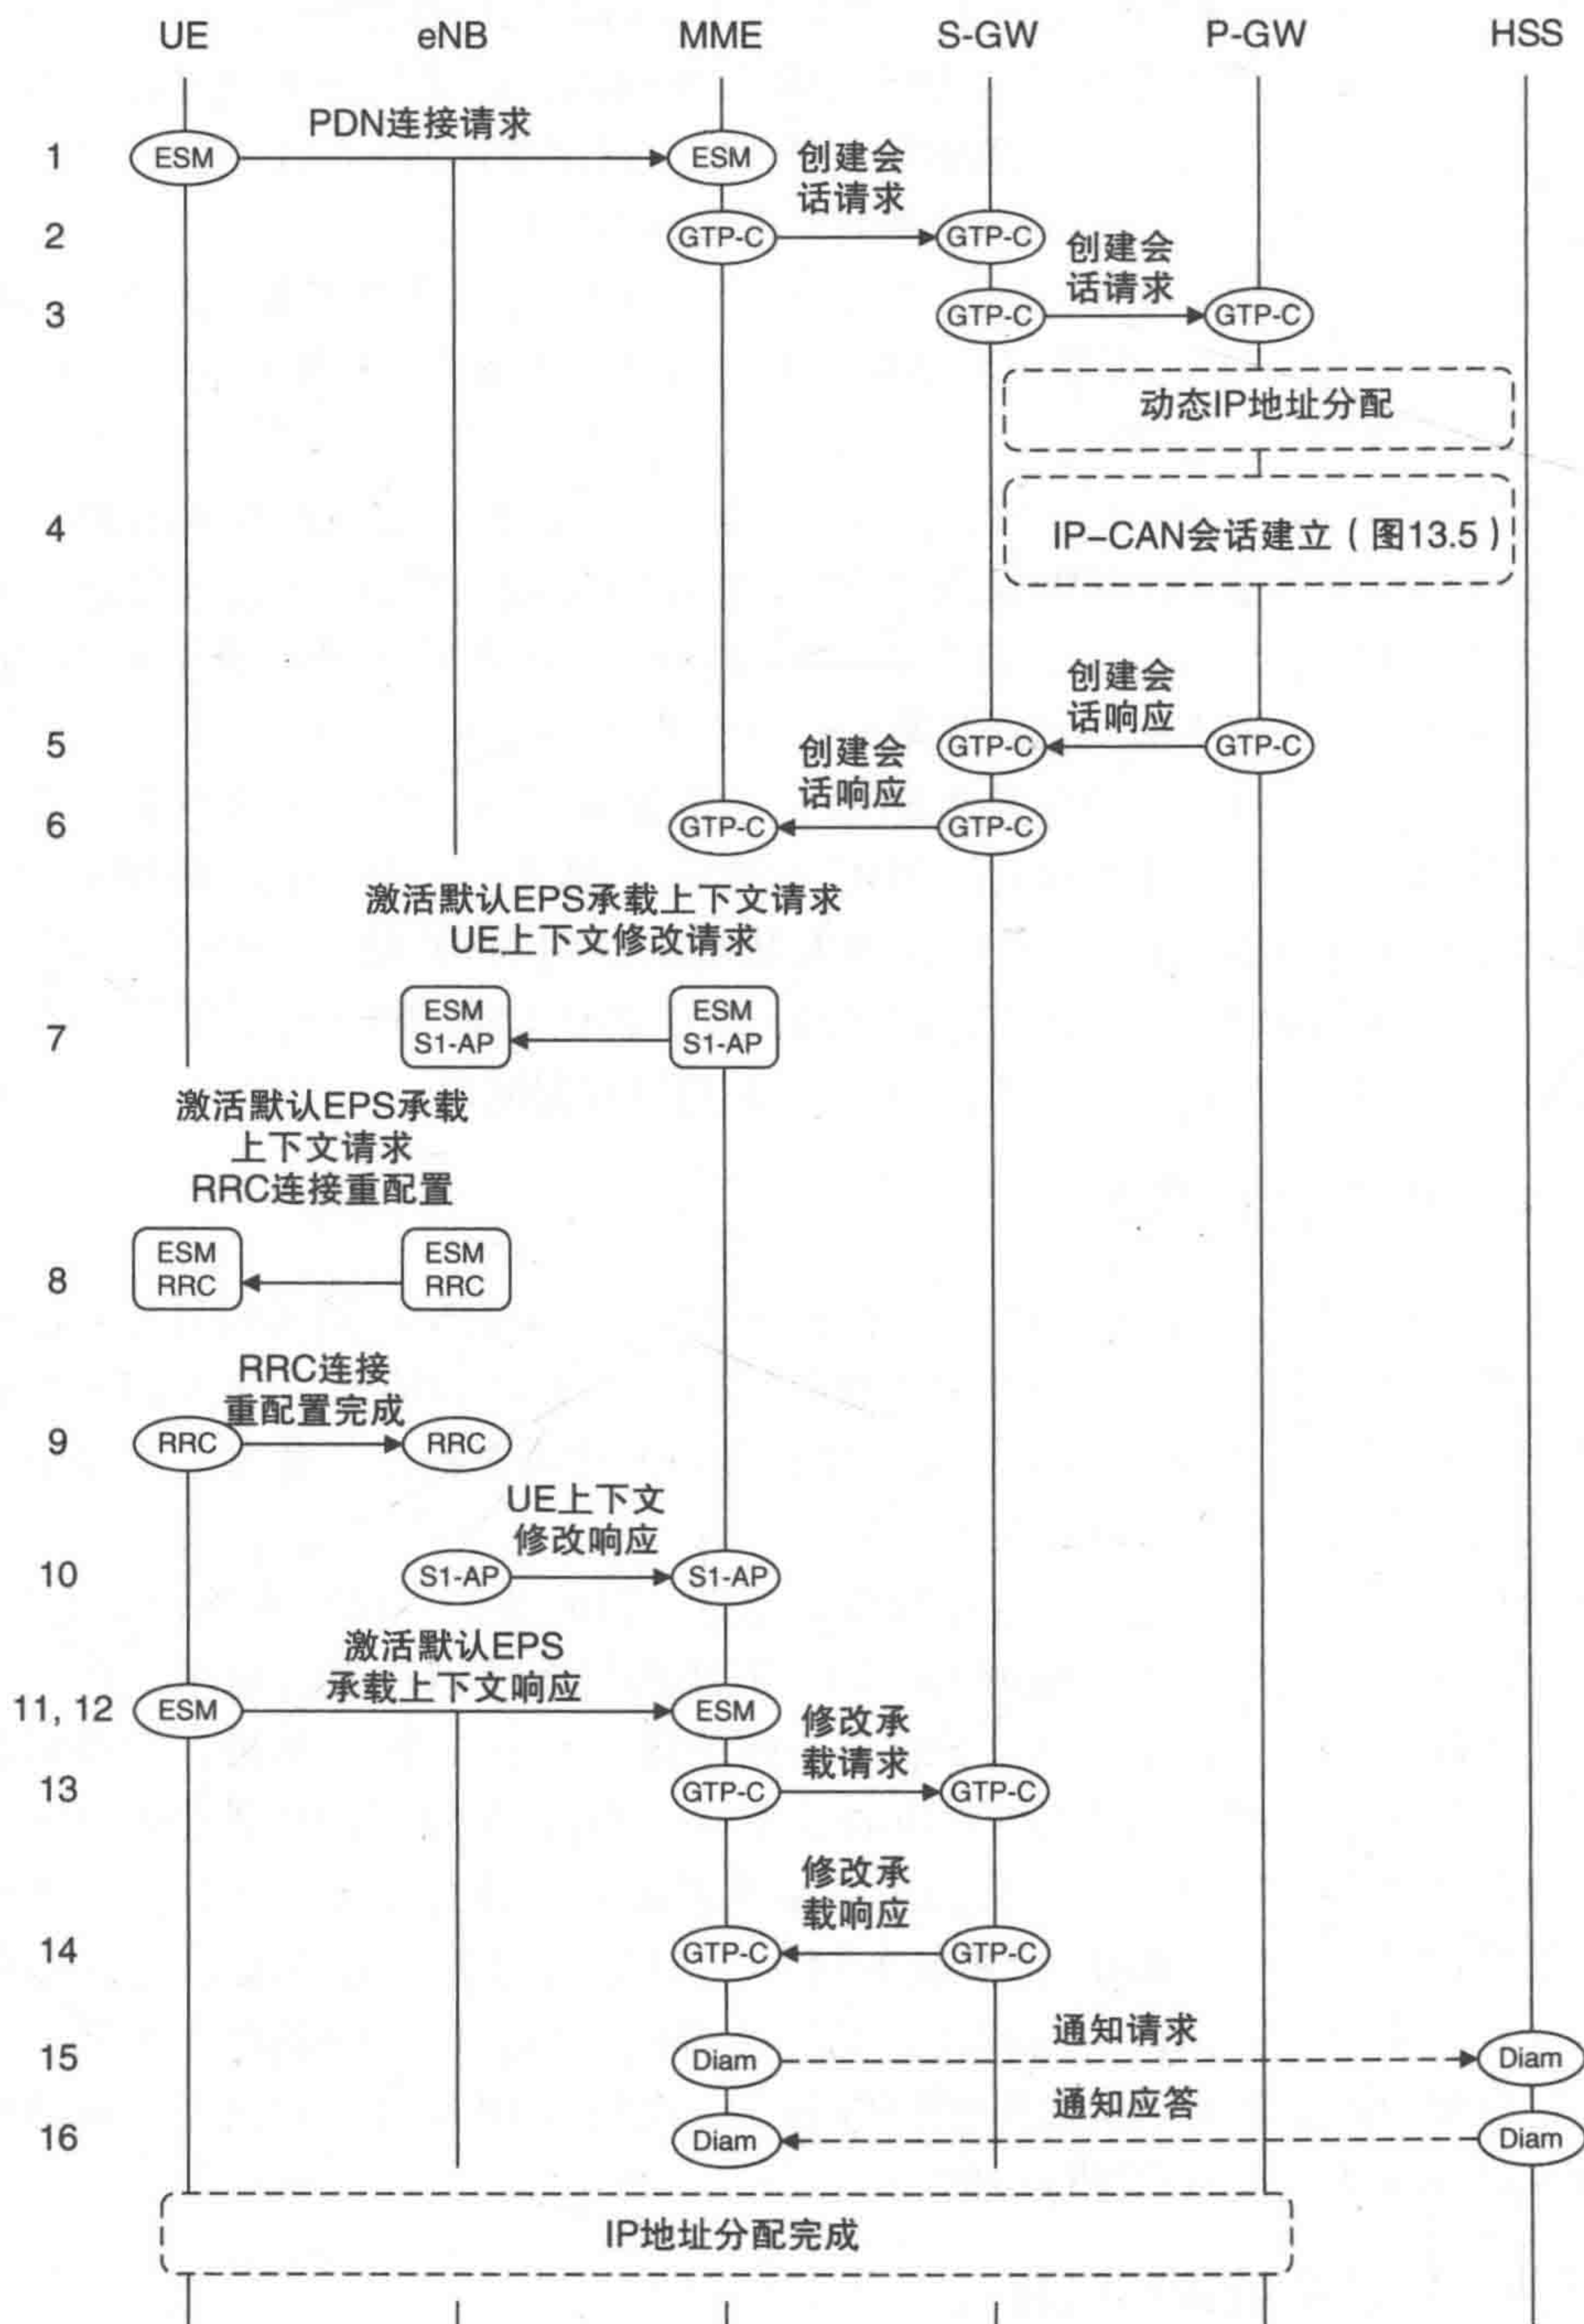 UE eNB MME S-GW P-GW HSS
PDN连接请求
1 ESM ESM
创建会
话请求
2 GTP-C GTP-C
创建会
话请求
3 GTP-C GTP-C
动态IP地址分配
4 IP-CAN会话建立（图13.5）
创建会
话响应
5 GTP-C GTP-C
创建会
话响应
6 GTP-C GTP-C
激活默认EPS承载上下文请求
UE上下文修改请求
ESM ESM
7 S1-AP S1-AP
激活默认EPS承载
上下文请求
RRC连接重配置
ESM ESM
8 RRC RRC
RRC连接
重配置完成
9 RRC RRC
UE上下文
修改响应
10 S1-AP S1-AP
激活默认EPS
承载上下文响应
11, 12 ESM ESM
修改承
载请求
13 GTP-C GTP-C
修改承
载响应
14 GTP-C GTP-C
通知请求
15 Diam Diam
通知应答
16 Diam Diam
IP地址分配完成